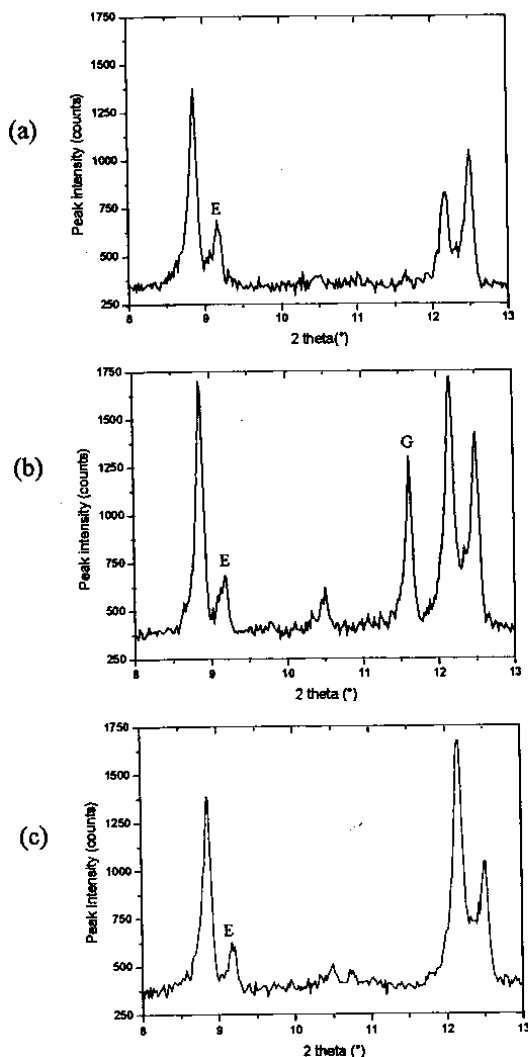 (a)
Peak intensity (counts)
1750
1500
1250
1000
750
500
250
E
8 9 10 11 12 13
2 theta(°)
(b)
Peak intensity (counts)
1750
1500
1250
1000
750
500
250
E
G
8 9 10 11 12 13
2 theta (°)
(c)
Peak Intensity (counts)
1750
1500
1250
1000
750
500
250
E
8 9 10 11 12 13
2 theta (°)